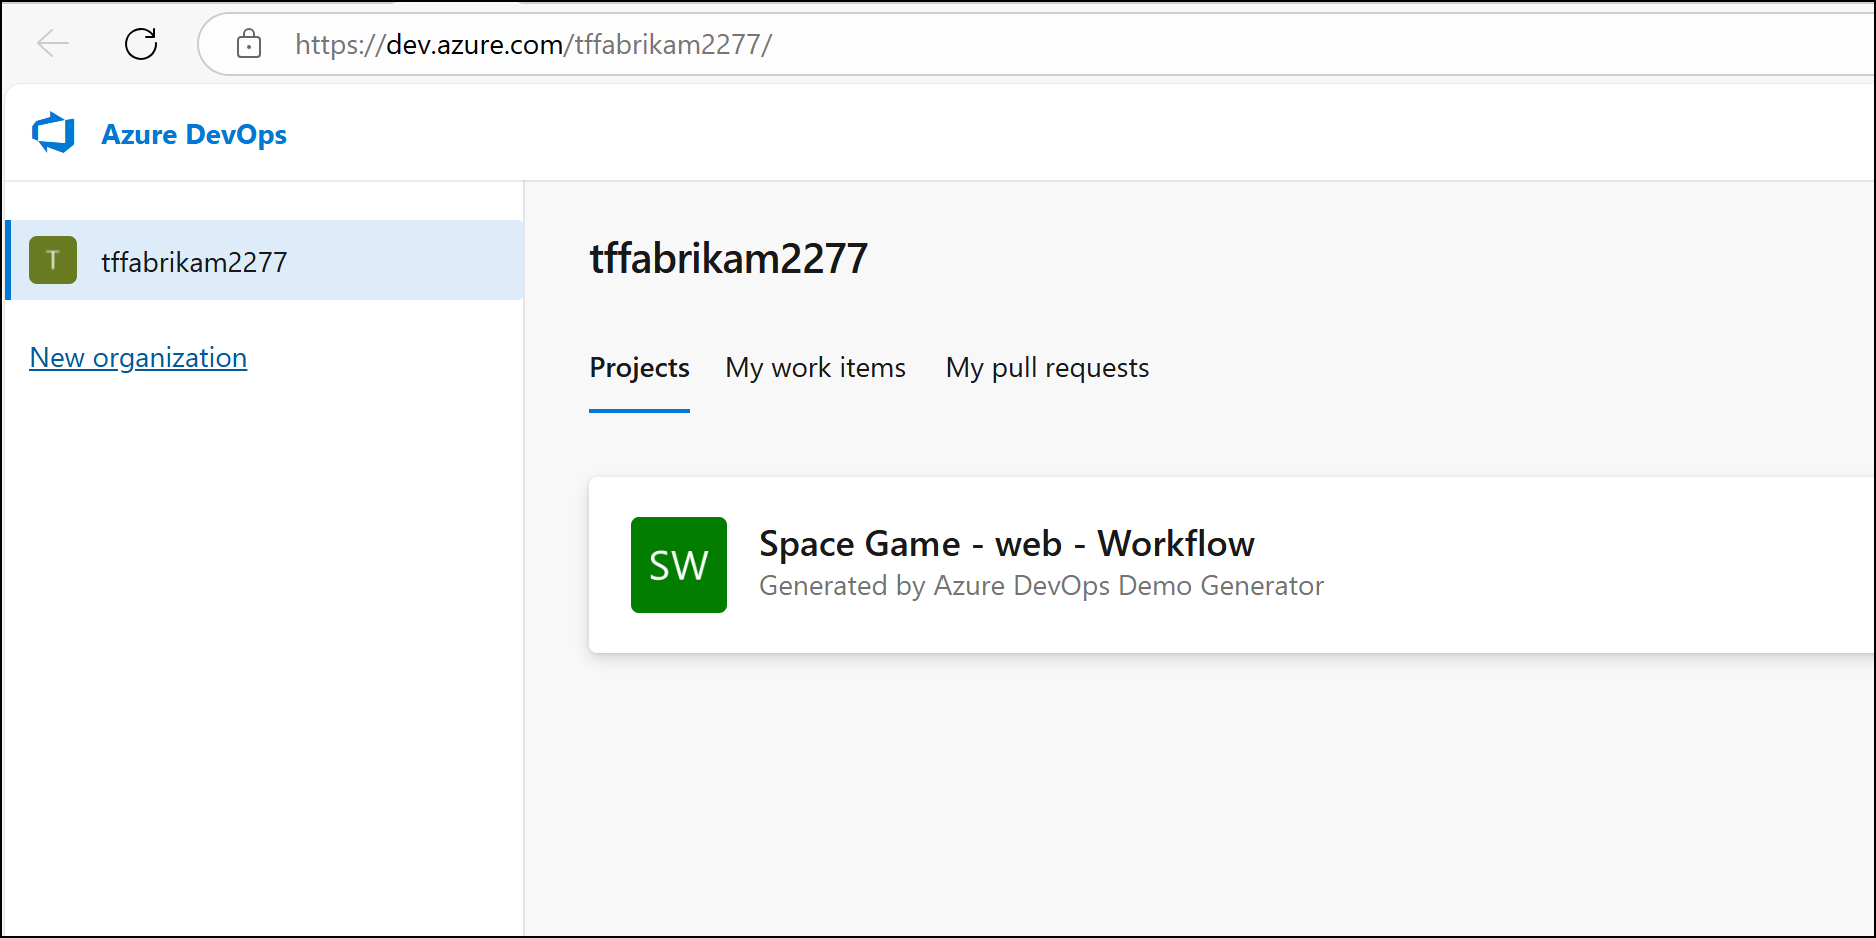 https://dev.azure.com/tffabrikam2277/
Azure DevOps
T
tffabrikam2277
New organization
tffabrikam2277
Projects
My work items
My pull requests
SW
Space Game - web - Workflow
Generated by Azure DevOps Demo Generator